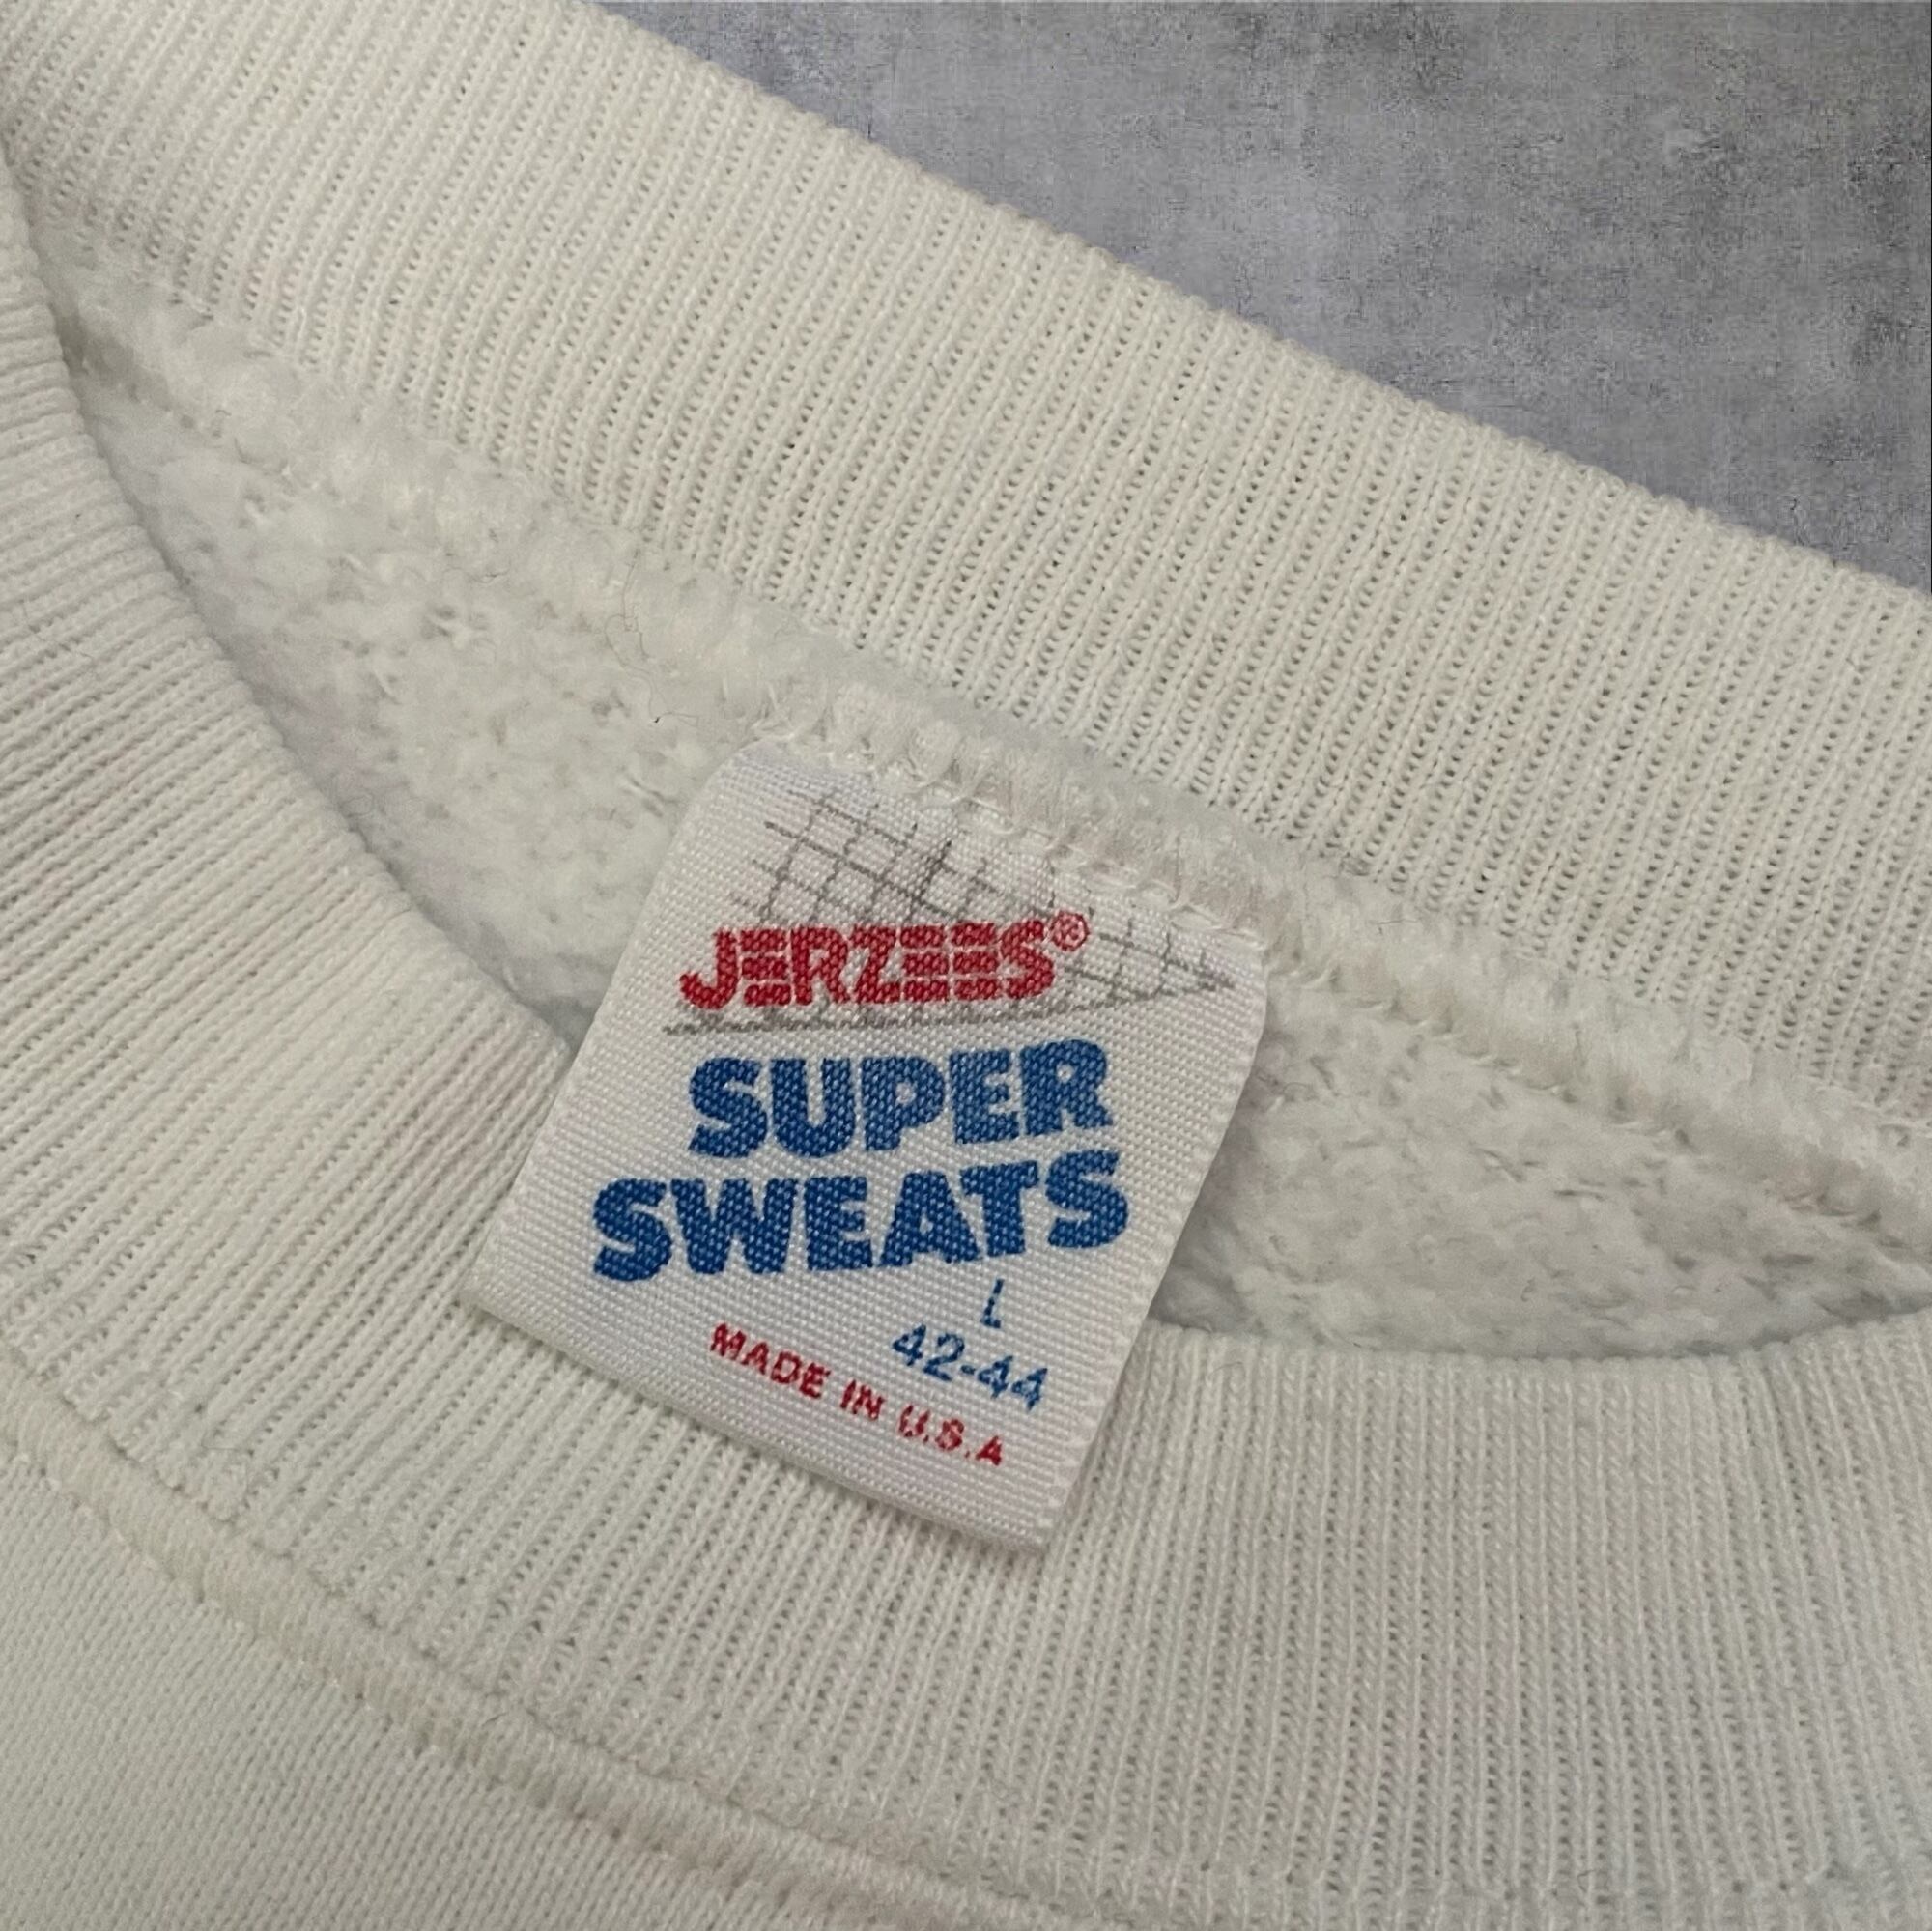 JERZEES®
SUPER
SWEATS
L
42-44
MADE IN U.S.A